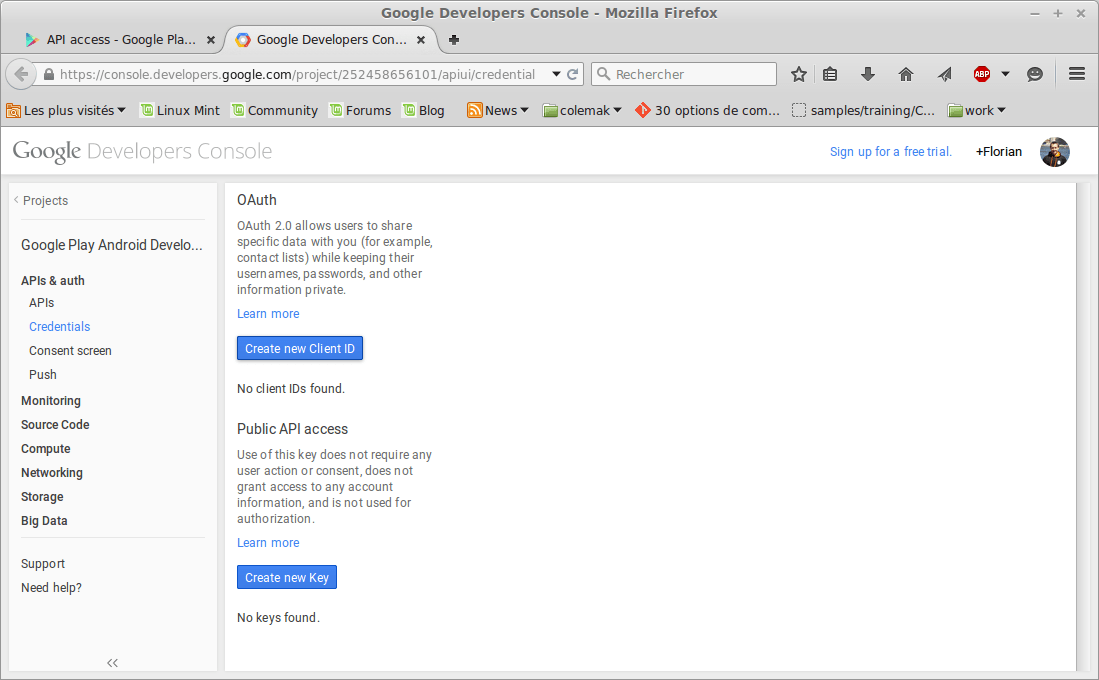 Google Developers Console - Mozilla Firefox
API access - Google Pla...
Google Developers Con...
https://console.developers.google.com/project/252458656101/apiui/credential
Rechercher
ABP
Les plus visités
Linux Mint
Community
Forums
Blog
News
colemak
30 options de com...
samples/training/C...
work
Google Developers Console
Sign up for a free trial.
+Florian
Projects
Google Play Android Develo...
APIs & auth
APIs
Credentials
Consent screen
Push
Monitoring
Source Code
Compute
Networking
Storage
Big Data
Support
Need help?
OAuth
OAuth 2.0 allows users to share
specific data with you (for example,
contact lists) while keeping their
usernames, passwords, and other
information private.
Learn more
Create new Client ID
No client IDs found.
Public API access
Use of this key does not require any
user action or consent, does not
grant access to any account
information, and is not used for
authorization.
Learn more
Create new Key
No keys found.